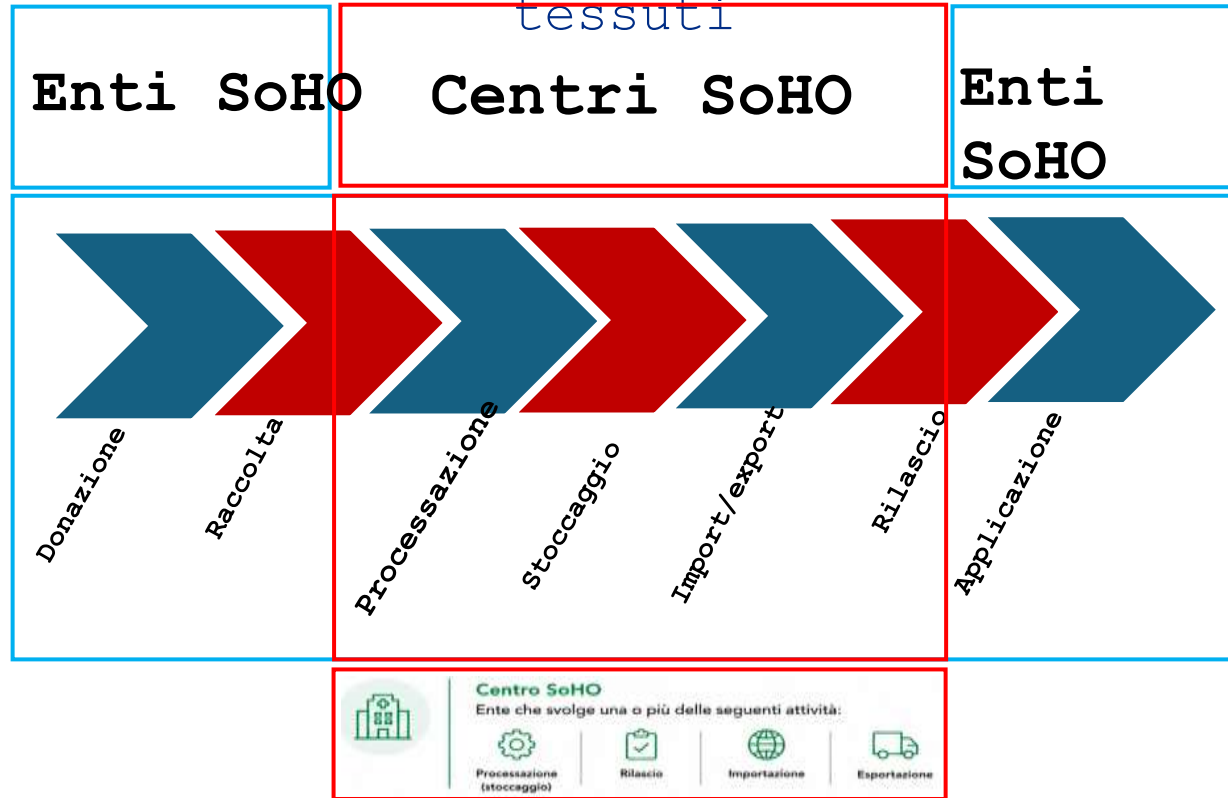 tessuti
Enti SoHO
Centri SoHO
Enti
SoHO
Donazione
Raccolta
Processazione
Stoccaggio
Import/export
Rilascio
Applicazione
Centro SoHO
Ente che svolge una o più delle seguenti attività:
Processazione
(stoccaggio)
Rilascio
Importazione
Esportazione